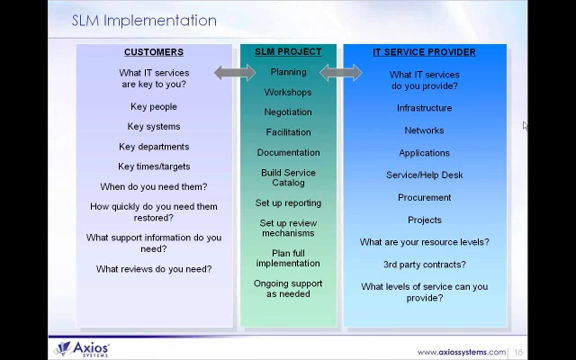 SLM Implementation
CUSTOMERS
What IT services
are key to you?
Key people
Key systems
Key departments
Key times/targets
When do you need them?
How quickly do you need them
restored?
What support information do you
need?
What reviews do you need?
SLM PROJECT
Planning
Workshops
Negotiation
Facilitation
Documentation
Build Service
Catalog
Set up reporting
Set up review
mechanisms
Plan full
implementation
Ongoing support
as needed
IT SERVICE PROVIDER
What IT services
do you provide?
Infrastructure
Networks
Applications
Service/Help Desk
Procurement
Projects
What are your resource levels?
3rd party contracts?
What levels of service can you
provide?
Axios
SYSTEMS
www.axiossystems.com
16